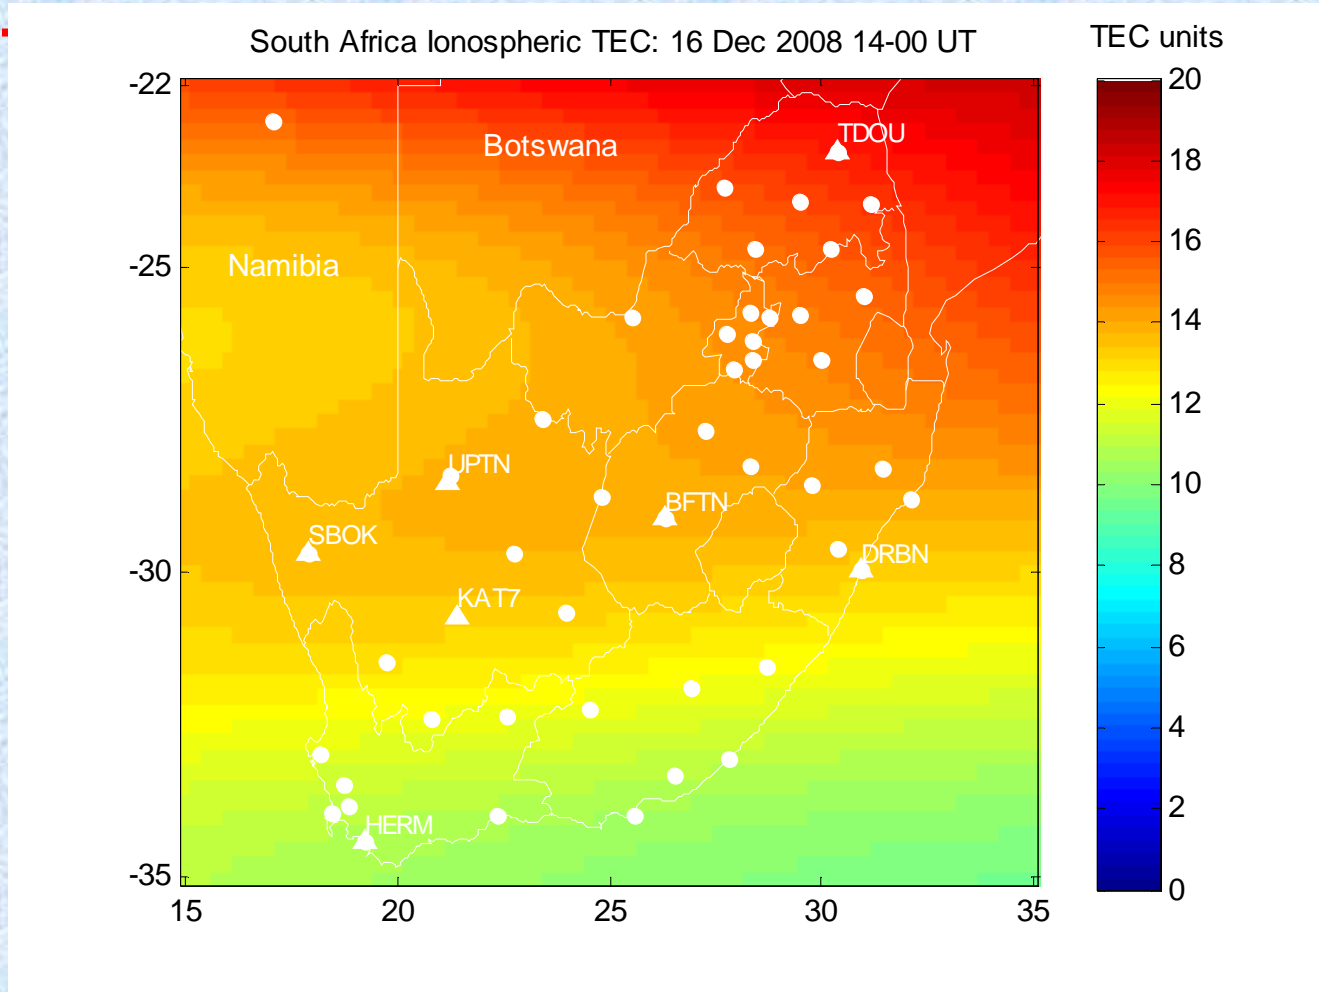 South Africa Ionospheric TEC: 16 Dec 2008 14-00 UT
TEC units
-22
-25
-30
-35
15
20
25
30
35
Botswana
TDOU
Namibia
UPTN
BFTN
SBOK
DRBN
KAT7
HERM
20
18
16
14
12
10
8
6
4
2
0